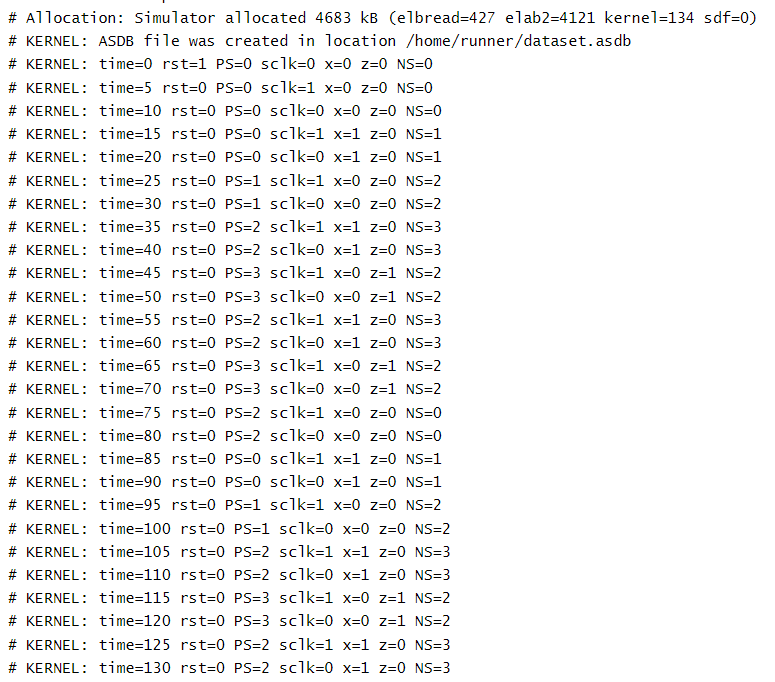 # Allocation: Simulator allocated 4683 kB (elbread=427 elab2=4121 kernel=134 sdf=0)
# KERNEL: ASDB file was created in location /home/runner/dataset.asdb
# KERNEL: time=0 rst=1 PS=0 sclk=0 x=0 z=0 NS=0
# KERNEL: time=5 rst=0 PS=0 sclk=1 x=0 z=0 NS=0
# KERNEL: time=10 rst=0 PS=0 sclk=0 x=0 z=0 NS=0
# KERNEL: time=15 rst=0 PS=0 sclk=1 x=1 z=0 NS=1
# KERNEL: time=20 rst=0 PS=0 sclk=0 x=1 z=0 NS=1
# KERNEL: time=25 rst=0 PS=1 sclk=1 x=0 z=0 NS=2
# KERNEL: time=30 rst=0 PS=1 sclk=0 x=0 z=0 NS=2
# KERNEL: time=35 rst=0 PS=2 sclk=1 x=1 z=0 NS=3
# KERNEL: time=40 rst=0 PS=2 sclk=0 x=1 z=0 NS=3
# KERNEL: time=45 rst=0 PS=3 sclk=1 x=0 z=1 NS=2
# KERNEL: time=50 rst=0 PS=3 sclk=0 x=0 z=1 NS=2
# KERNEL: time=55 rst=0 PS=2 sclk=1 x=1 z=0 NS=3
# KERNEL: time=60 rst=0 PS=2 sclk=0 x=1 z=0 NS=3
# KERNEL: time=65 rst=0 PS=3 sclk=1 x=0 z=1 NS=2
# KERNEL: time=70 rst=0 PS=3 sclk=0 x=0 z=1 NS=2
# KERNEL: time=75 rst=0 PS=2 sclk=1 x=0 z=0 NS=0
# KERNEL: time=80 rst=0 PS=2 sclk=0 x=0 z=0 NS=0
# KERNEL: time=85 rst=0 PS=0 sclk=1 x=1 z=0 NS=1
# KERNEL: time=90 rst=0 PS=0 sclk=0 x=1 z=0 NS=1
# KERNEL: time=95 rst=0 PS=1 sclk=1 x=0 z=0 NS=2
# KERNEL: time=100 rst=0 PS=1 sclk=0 x=0 z=0 NS=2
# KERNEL: time=105 rst=0 PS=2 sclk=1 x=1 z=0 NS=3
# KERNEL: time=110 rst=0 PS=2 sclk=0 x=1 z=0 NS=3
# KERNEL: time=115 rst=0 PS=3 sclk=1 x=0 z=1 NS=2
# KERNEL: time=120 rst=0 PS=3 sclk=0 x=0 z=1 NS=2
# KERNEL: time=125 rst=0 PS=2 sclk=1 x=1 z=0 NS=3
# KERNEL: time=130 rst=0 PS=2 sclk=0 x=1 z=0 NS=3